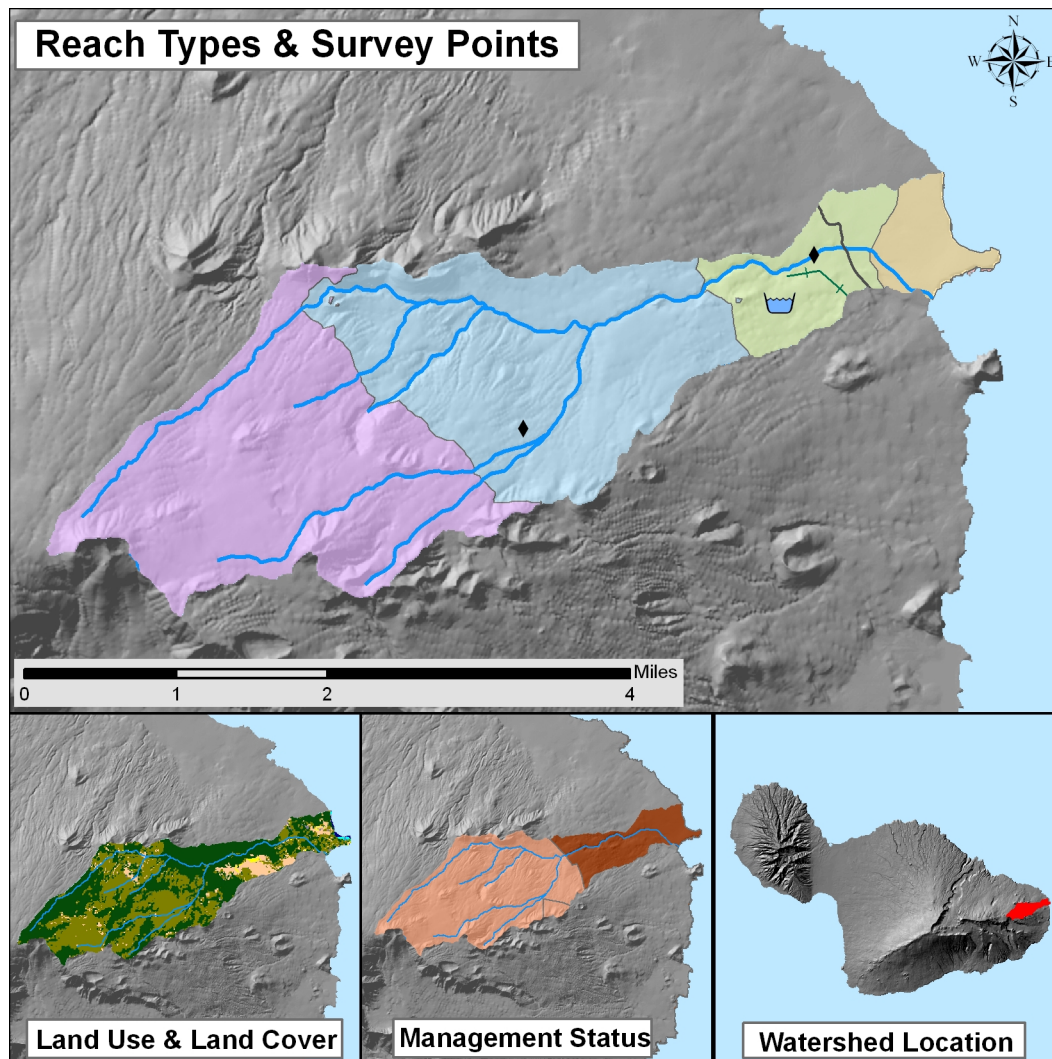 Reach Types & Survey Points
N
W E
S
Miles
0 1 2 4
Land Use & Land Cover
Management Status
Watershed Location